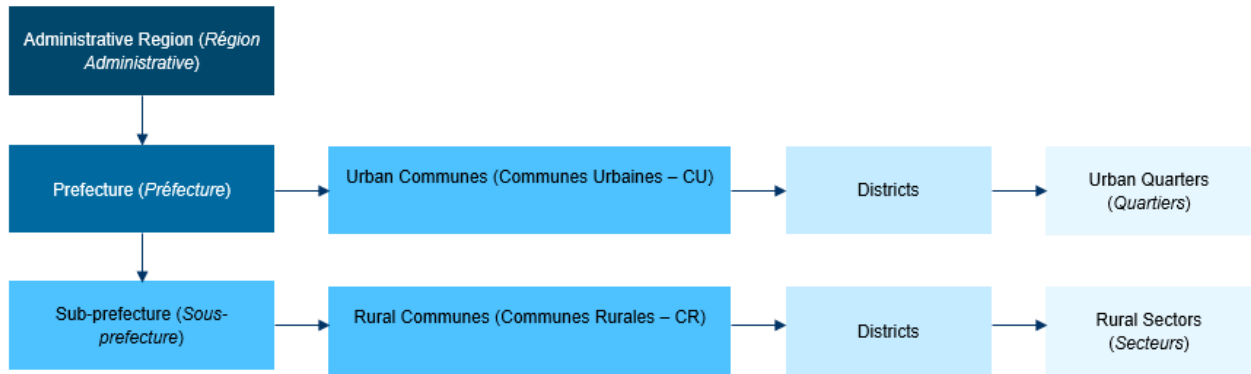 Administrative Region (Région
Administrative)
Prefecture (Préfecture)
Urban Communes (Communes Urbaines – CU)
Districts
Urban Quarters
(Quartiers)
Sub-prefecture (Sous-
prefecture)
Rural Communes (Communes Rurales – CR)
Districts
Rural Sectors
(Secteurs)